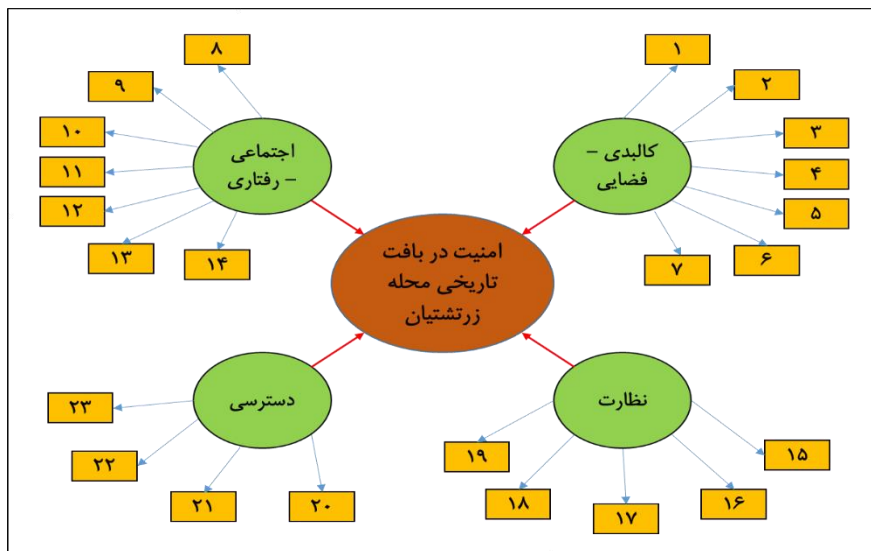 ۱
۲
۳
۴
۵
۶
۷
کالبدی –
فضایی
۸
۹
۱۰
۱۱
۱۲
۱۳
۱۴
اجتماعی
– رفتاری
امنیت در بافت
تاریخی محله
زرتشتیان
نظارت
۱۵
۱۶
۱۷
۱۸
۱۹
دسترسی
۲۰
۲۱
۲۲
۲۳